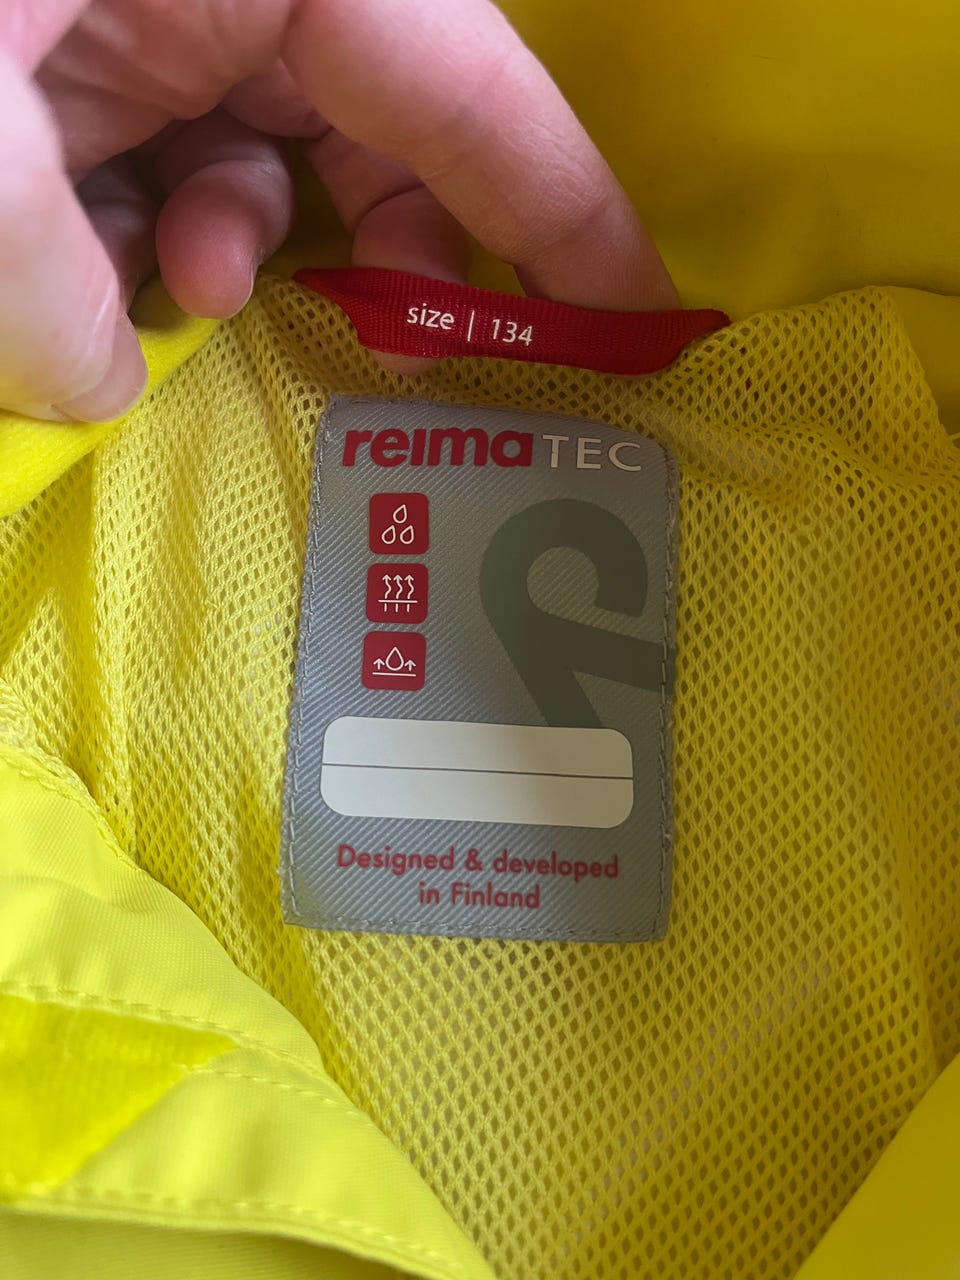 size | 134
reima TEC
Designed & developed
in Finland